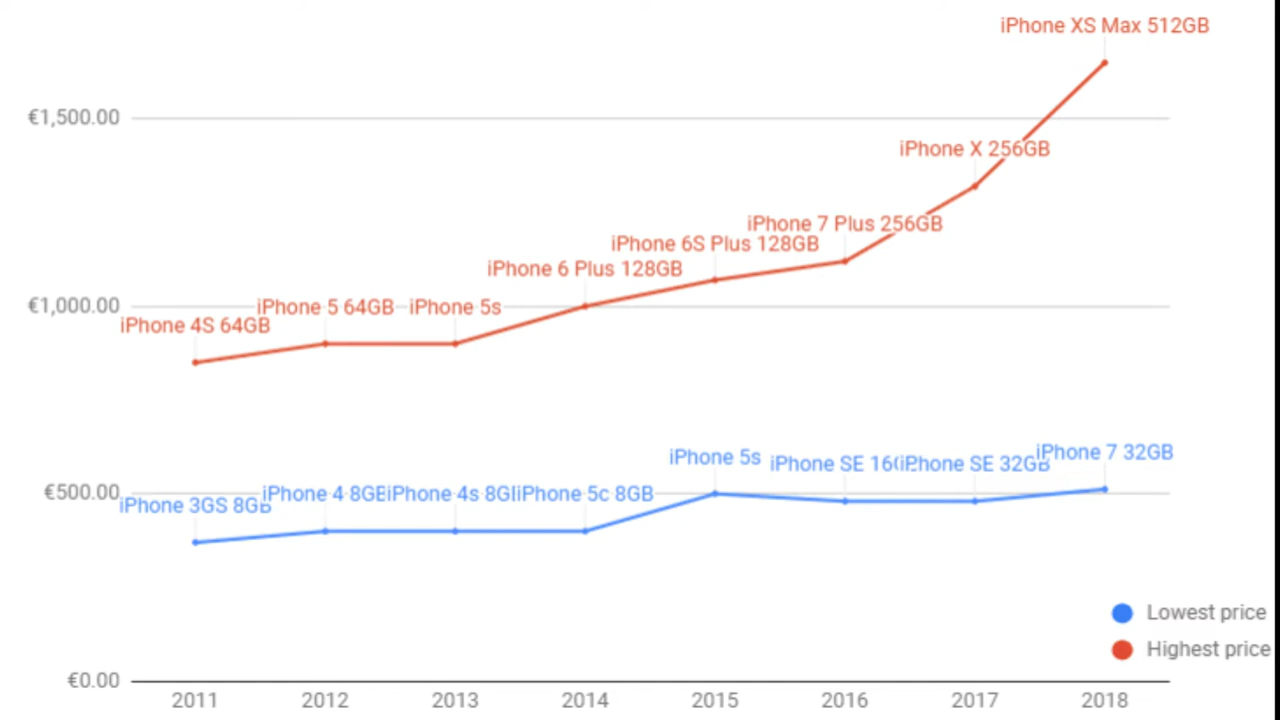 iPhone XS Max 512GB
€1,500.00
iPhone X 256GB
iPhone 7 Plus 256GB
iPhone 6S Plus 128GB
iPhone 6 Plus 128GB
€1,000.00
iPhone 5 64GB
iPhone 5s
iPhone 4S 64GB
iPhone 7 32GB
iPhone 5s
iPhone SE 16
iPhone SE 32GB
€500.00
iPhone 3GS 8GB
iPhone 4 8GB
iPhone 4s 8G
iPhone 5c 8GB
Lowest price
Highest price
€0.00
2011 2012 2013 2014 2015 2016 2017 2018